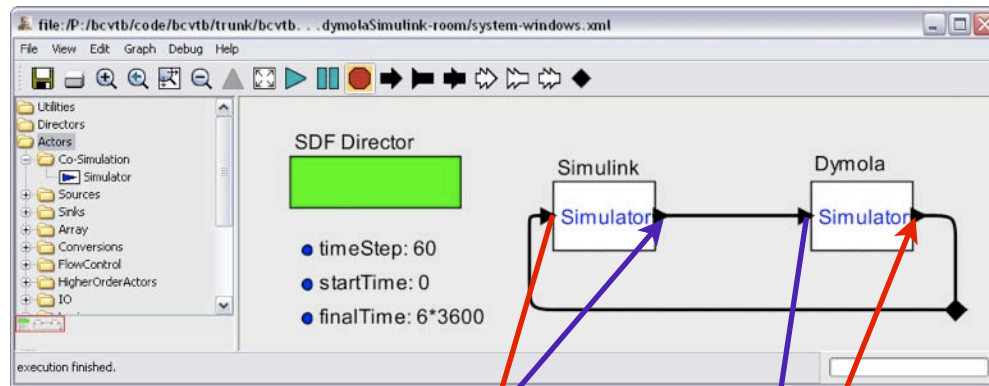 file:/P:/bcvtb/code/bcvtb/trunk/bcvtb. . .dymolaSimulink-room/system-windows.xml
File View Edit Graph Debug Help
Utilities
Directors
Actors
Co-Simulation
Simulator
Sources
Sinks
Array
Conversions
FlowControl
HigherOrderActors
IO
SDF Director
timeStep: 60
startTime: 0
finalTime: 6*3600
Simulink
Simulator
Dymola
Simulator
execution finished.